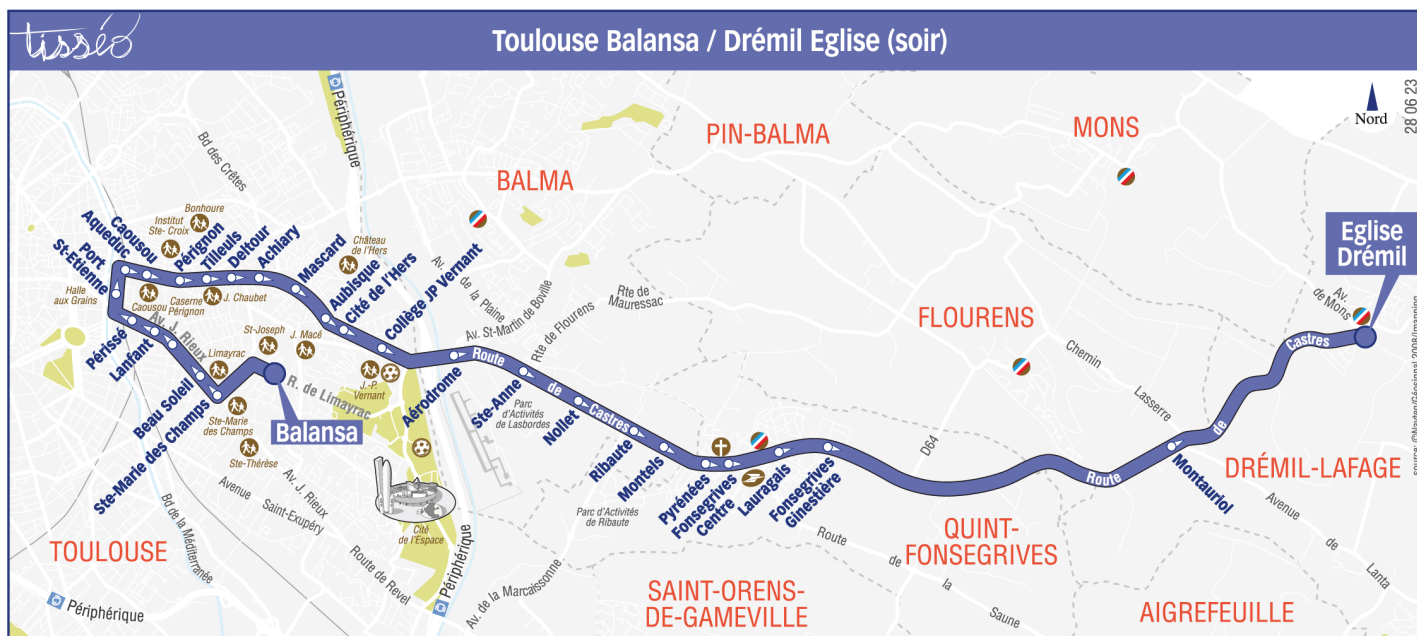 tisséo
Toulouse Balansa / Drémil Eglise (soir)
Nord
28 06 23
Périphérique
Bd des Crêtes
PIN-BALMA
MONS
BALMA
Bonhoure
Institut
Ste- Croix
Château
de l'Hers
Port
St-Etienne
Aqueduc
Caousou
Pérignon
Tilleuls
Deltour
Achiary
Mascard
Aubisque
Cité de l'Hers
Collège JP Vernant
Eglise
Drémil
Av.
de la Plaine
Av. St-Martin de Boville
Rte de Flourens
Rte de
Mauressac
FLOURENS
Av.
de Mons
Halle
aux Grains
Caousou
Caserne
Pérignon
J. Chaubet
Av. J. Rieux
St-Joseph
J. Macé
Limayrac
R. de Limayrac
J.-P.
Vernant
Périssé
Lanfant
Beau Soleil
Ste-Marie des Champs
Ste-Marie
des Champs
Ste-Thérèse
Balansa
Aérodrome
Route
de
Castres
Ste-Anne
Nollet
Ribaute
Montels
Parc
d'Activités
de Lasbordes
Parc d'Activités
de Ribaute
Pyrénées
Fonsegrives
Centre
Lauragais
Fonsegrives
Ginestière
D64
Chemin
Lasserre
Route
de
Castres
Montauriol
DRÉMIL-LAFAGE
Avenue
de
Lanta
Av. J. Rieux
Avenue
Saint-Exupéry
Cité
de l'Espace
Route de Revel
Périphérique
Av. de la Marcaissonne
Bd de la Méditerranée
TOULOUSE
Périphérique
QUINT-
FONSEGRIVES
Route
de
la
Saune
SAINT-ORENS-
DE-GAMEVILLE
AIGREFEUILLE